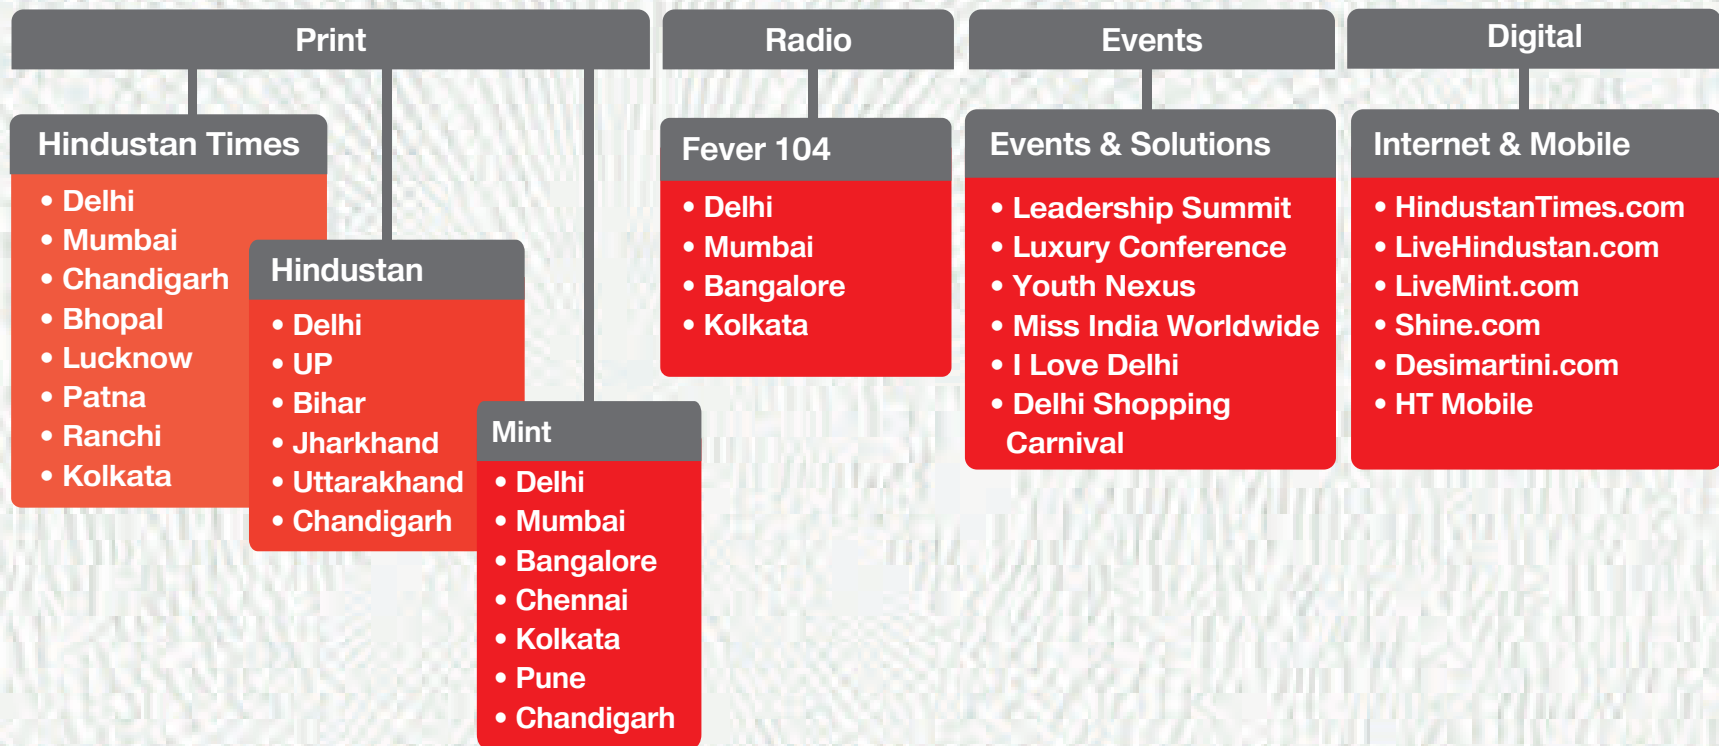 Print
Hindustan Times
• Delhi
• Mumbai
• Chandigarh
• Bhopal
• Lucknow
• Patna
• Ranchi
• Kolkata
Hindustan
• Delhi
• UP
• Bihar
• Jharkhand
• Uttarakhand
• Chandigarh
Mint
• Delhi
• Mumbai
• Bangalore
• Chennai
• Kolkata
• Pune
• Chandigarh
Radio
Fever 104
• Delhi
• Mumbai
• Bangalore
• Kolkata
Events
Events & Solutions
• Leadership Summit
• Luxury Conference
• Youth Nexus
• Miss India Worldwide
• I Love Delhi
• Delhi Shopping
Carnival
Digital
Internet & Mobile
• HindustanTimes.com
• LiveHindustan.com
• LiveMint.com
• Shine.com
• Desimartini.com
• HT Mobile